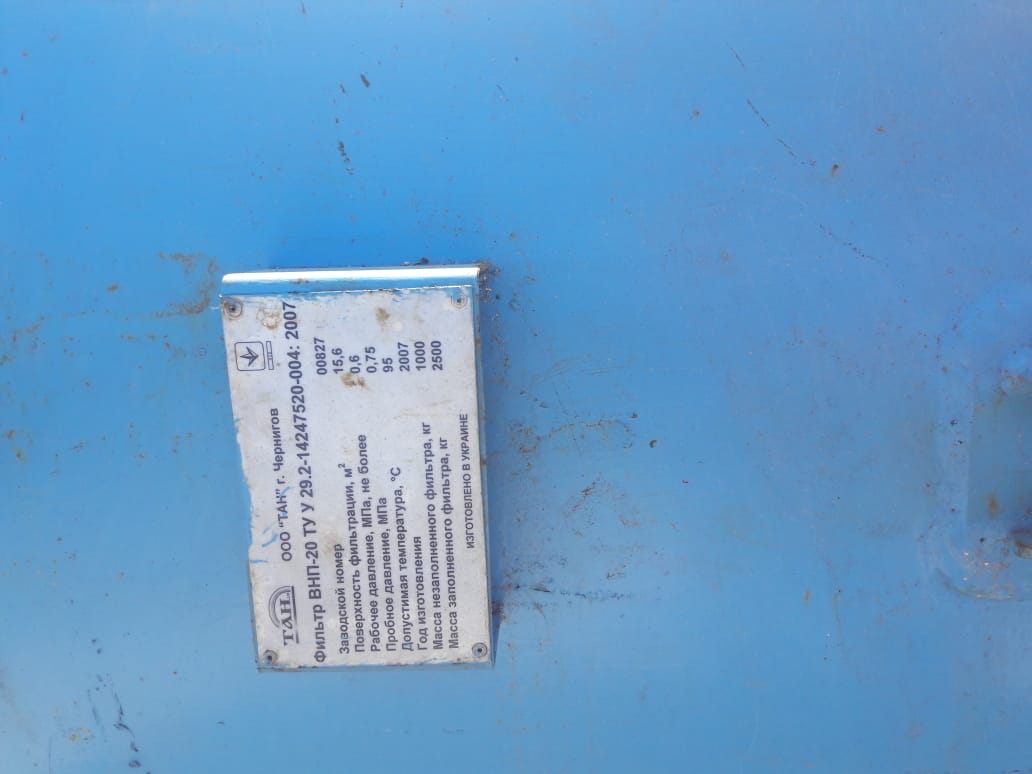 ТАН
ООО "ТАН" г. Чернигов
Фильтр ВНП-20 ТУ У 29.2-14247520-004: 2007
Заводской номер 00827
Поверхность фильтрации, м² 15,6
Рабочее давление, МПа, не более 0,6
Пробное давление, МПа 0,75
Допустимая температура, °С 95
Год изготовления 2007
Масса незаполненного фильтра, кг 1000
Масса заполненного фильтра, кг 2500
ИЗГОТОВЛЕНО В УКРАИНЕ